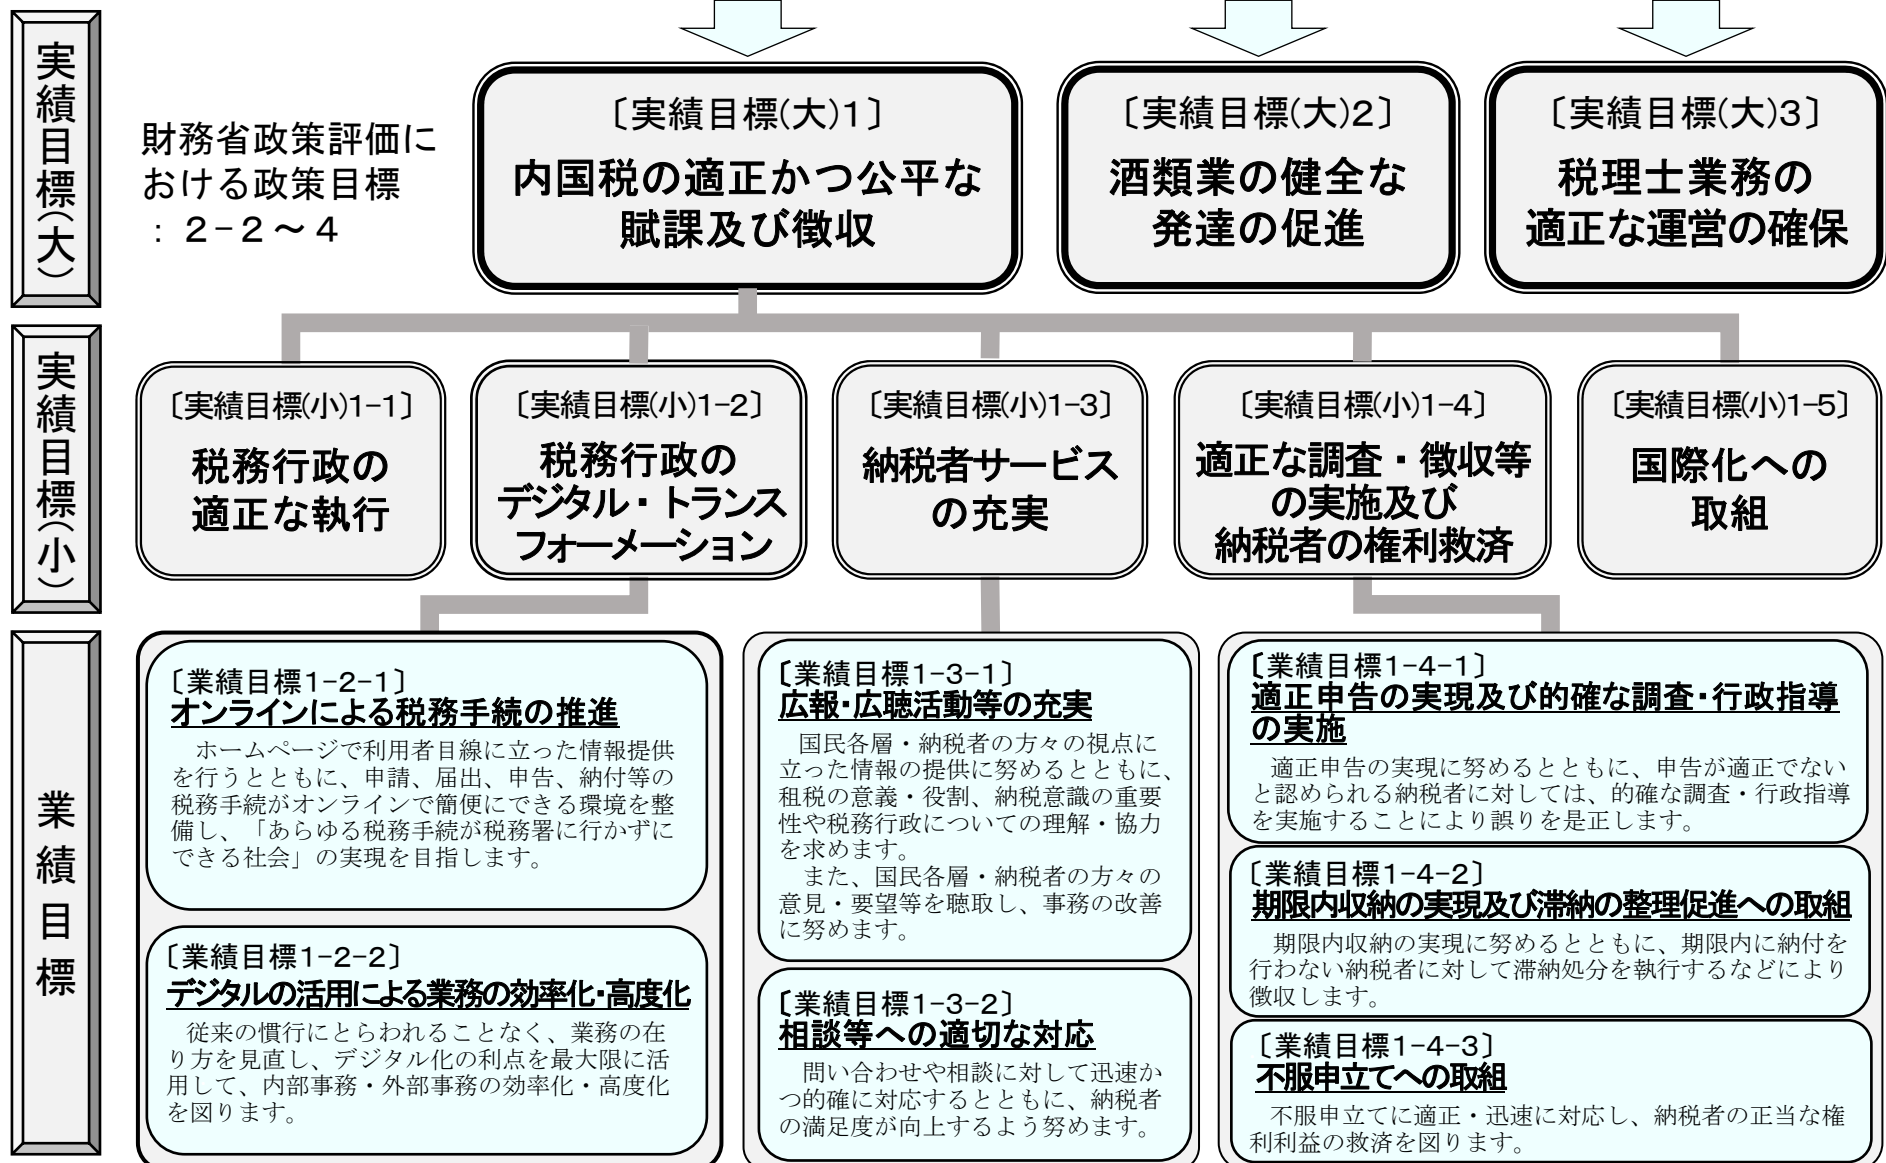 実績目標(大)
財務省政策評価に
おける政策目標
：２-２～４
〔実績目標(大)1〕
内国税の適正かつ公平な
賦課及び徴収
〔実績目標(大)2〕
酒類業の健全な
発達の促進
〔実績目標(大)3〕
税理士業務の
適正な運営の確保
実績目標(小)
〔実績目標(小)1-1〕
税務行政の
適正な執行
〔実績目標(小)1-2〕
税務行政の
デジタル・トランス
フォーメーション
〔実績目標(小)1-3〕
納税者サービス
の充実
〔実績目標(小)1-4〕
適正な調査・徴収等
の実施及び
納税者の権利救済
〔実績目標(小)1-5〕
国際化への
取組
業績目標
〔業績目標1-2-1〕
オンラインによる税務手続の推進
ホームページで利用者目線に立った情報提供
を行うとともに、申請、届出、申告、納付等の
税務手続がオンラインで簡便にできる環境を整
備し、「あらゆる税務手続が税務署に行かずに
できる社会」の実現を目指します。
〔業績目標1-2-2〕
デジタルの活用による業務の効率化・高度化
従来の慣行にとらわれることなく、業務の在
り方を見直し、デジタル化の利点を最大限に活
用して、内部事務・外部事務の効率化・高度化
を図ります。
〔業績目標1-3-1〕
広報・広聴活動等の充実
国民各層・納税者の方々の視点に
立った情報の提供に努めるとともに、
租税の意義・役割、納税意識の重要
性や税務行政についての理解・協力
を求めます。
また、国民各層・納税者の方々の
意見・要望等を聴取し、事務の改善
に努めます。
〔業績目標1-3-2〕
相談等への適切な対応
問い合わせや相談に対して迅速か
つ的確に対応するとともに、納税者
の満足度が向上するよう努めます。
〔業績目標1-4-1〕
適正申告の実現及び的確な調査・行政指導
の実施
適正申告の実現に努めるとともに、申告が適正でない
と認められる納税者に対しては、的確な調査・行政指導
を実施することにより誤りを是正します。
〔業績目標1-4-2〕
期限内収納の実現及び滞納の整理促進への取組
期限内収納の実現に努めるとともに、期限内に納付を
行わない納税者に対して滞納処分を執行するなどにより
徴収します。
〔業績目標1-4-3〕
不服申立てへの取組
不服申立てに適正・迅速に対応し、納税者の正当な権
利利益の救済を図ります。